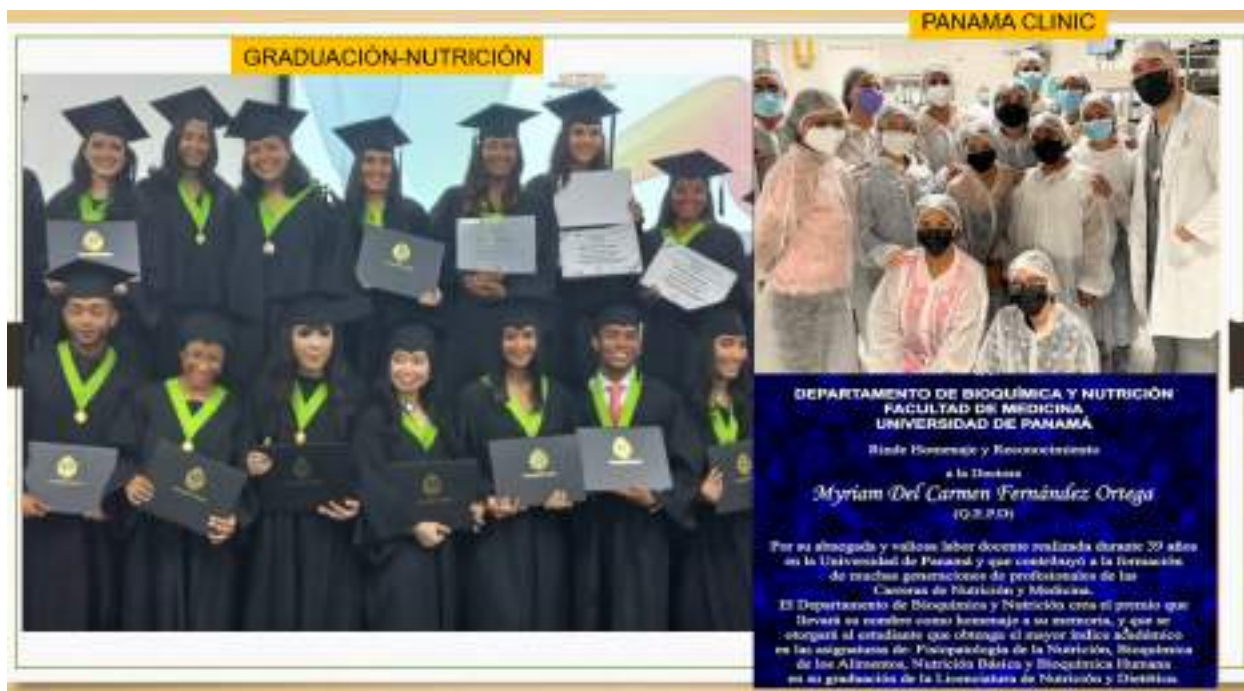 GRADUACIÓN-NUTRICIÓN
PANAMA CLINIC
DEPARTAMENTO DE BIOQUÍMICA Y NUTRICIÓN
FACULTAD DE MEDICINA
UNIVERSIDAD DE PANAMÁ
Rinde Homenaje y Reconocimiento
a la Doctora
Myriam Del Carmen Fernández Ortega
(Q.E.P.D)
Por su abnegada y valiosa labor docente realizada durante 39 años
en la Universidad de Panamá y que contribuyó a la formación
de muchas generaciones de profesionales de las
Carreras de Nutrición y Medicina.
El Departamento de Bioquímica y Nutrición crea el premio que
llevará su nombre como homenaje a su memoria, y que se
otorgará al estudiante que obtenga el mayor índice académico
en las asignaturas de: Fisiopatología de la Nutrición, Bioquímica
de los Alimentos, Nutrición Básica y Bioquímica Humana
en su graduación de la Licenciatura de Nutrición y Dietética.